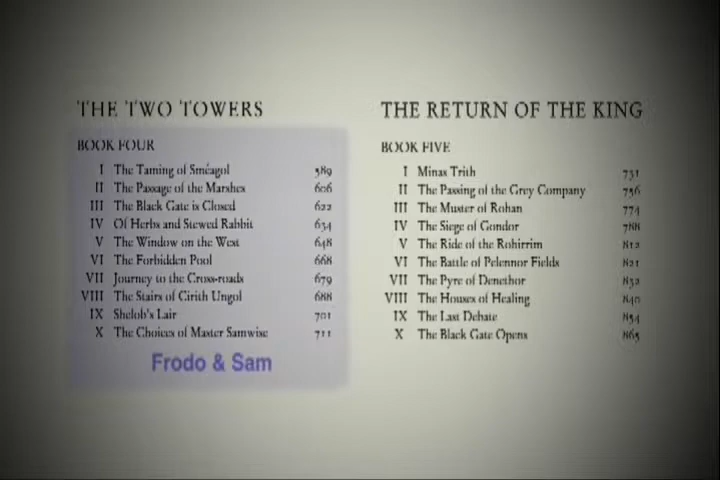 THE TWO TOWERS
BOOK FOUR
I The Taming of Sméagol 589
II The Passage of the Marshes 606
III The Black Gate is Closed 622
IV Of Herbs and Stewed Rabbit 634
V The Window on the West 648
VI The Forbidden Pool 668
VII Journey to the Cross-roads 679
VIII The Stairs of Cirith Ungol 688
IX Shelob's Lair 701
X The Choices of Master Samwise 711
Frodo & Sam
THE RETURN OF THE KING
BOOK FIVE
I Minas Tirith 731
II The Passing of the Grey Company 756
III The Muster of Rohan 774
IV The Siege of Gondor 788
V The Ride of the Rohirrim 812
VI The Battle of Pelennor Fields 821
VII The Pyre of Denethor 832
VIII The Houses of Healing 840
IX The Last Debate 854
X The Black Gate Opens 865